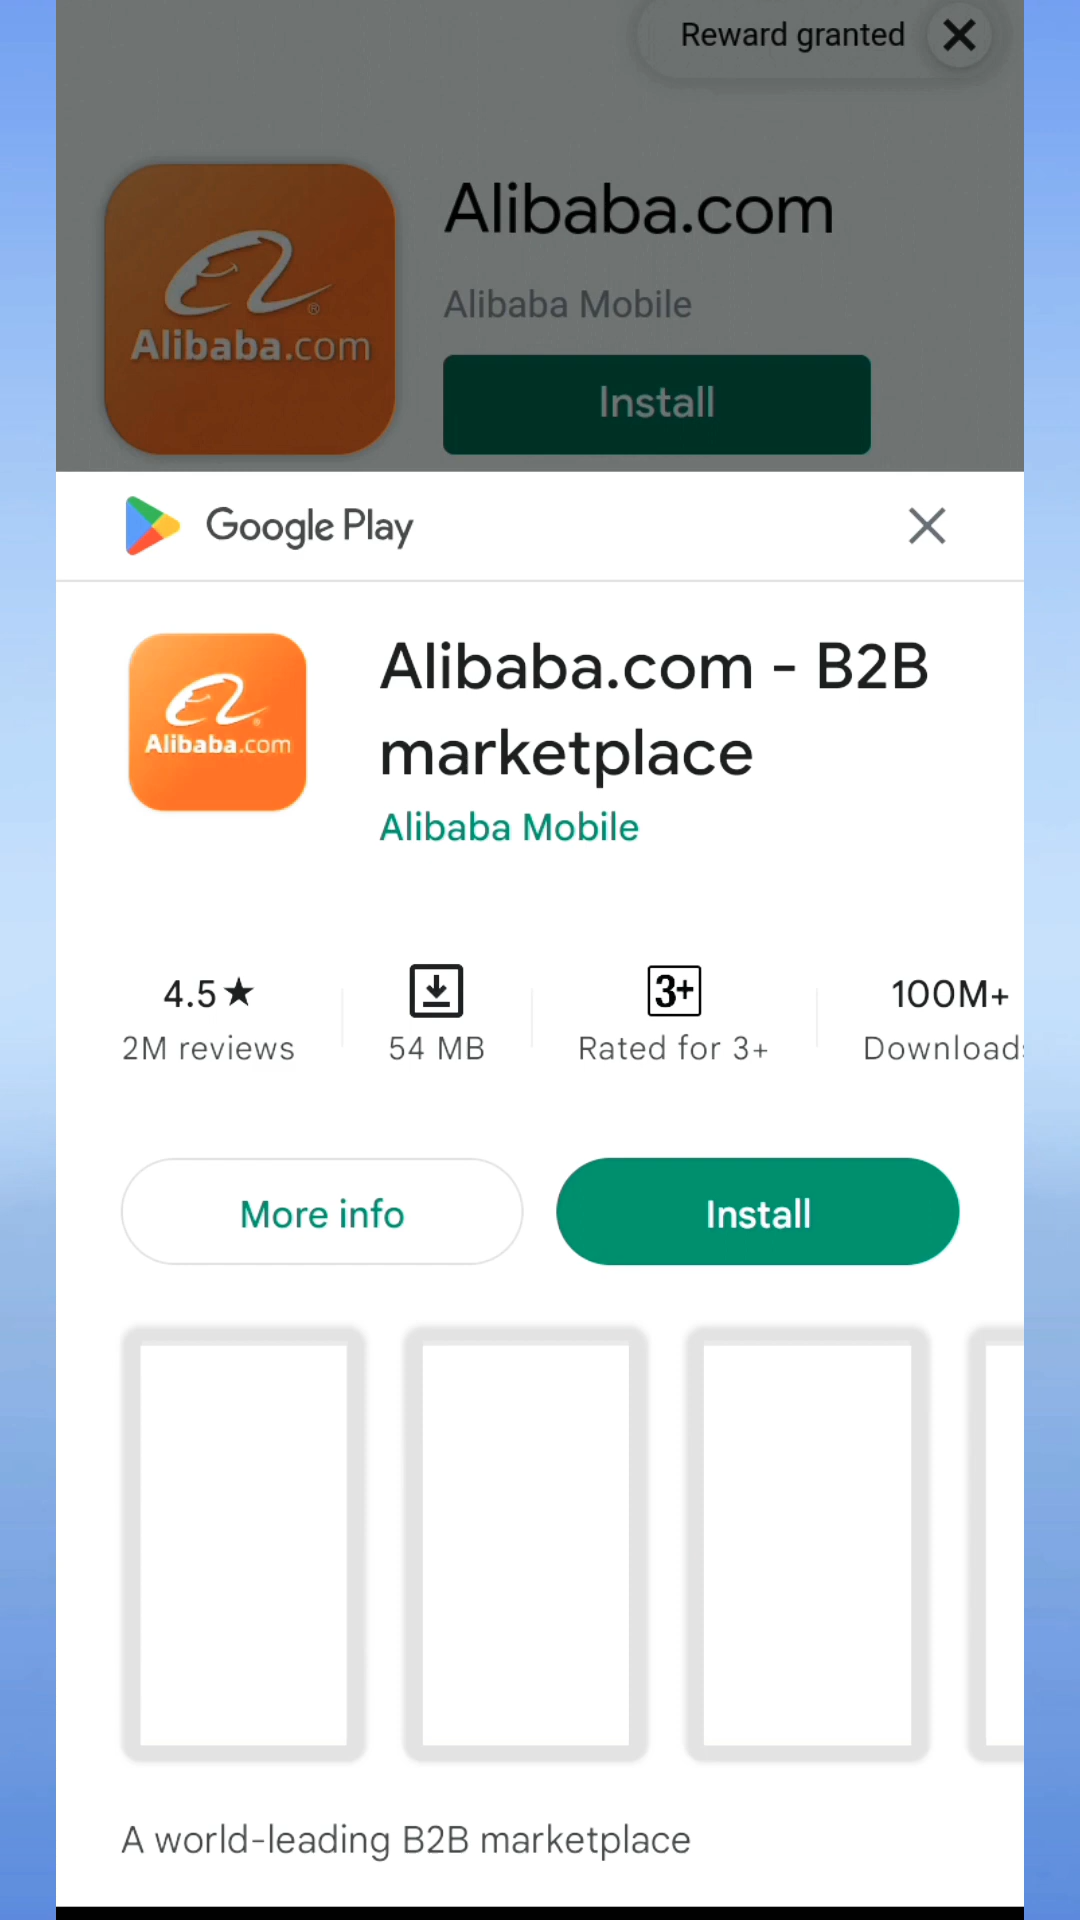 Reward granted
Alibaba.com
Alibaba.com
Alibaba Mobile
Install
Google Play
Alibaba.com - B2B
marketplace
Alibaba.com
Alibaba Mobile
4.5★
3+
100M+
2M reviews
54 MB
Rated for 3+
Downloads
More info
Install
A world-leading B2B marketplace